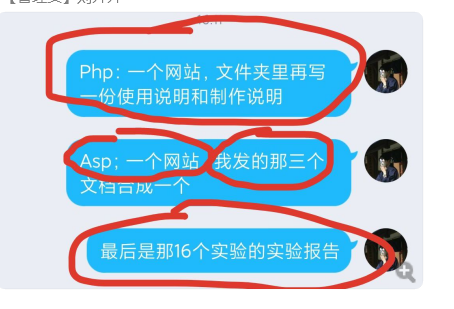 Php：一个网站，文件夹里再写
一份使用说明和制作说明
Asp；一个网站 我发的那三个
文档合成一个
最后是那16个实验的实验报告